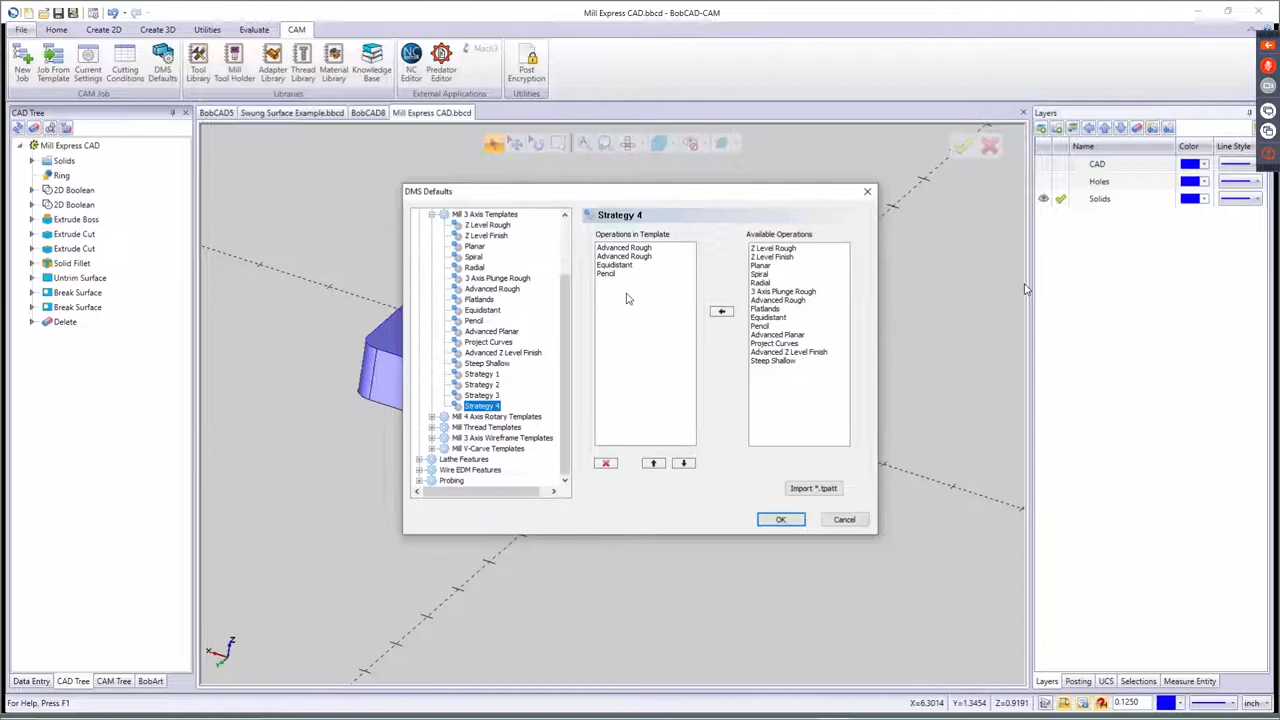 Mill Express CAD.bbcd - BobCAD-CAM
File Home Create 2D Create 3D Utilities Evaluate CAM
New Job
Job From Template
Current Settings
Cutting Conditions
DMS Defaults
Tool Library
Mill Tool Holder
Adapter Library
Thread Library
Material Library
Knowledge Base
NC Editor
Predator Editor
Mach3
Post Encryption
CAM Job
Libraries
External Applications
Utilities
CAD Tree
Mill Express CAD
Solids
Ring
2D Boolean
2D Boolean
Extrude Boss
Extrude Cut
Extrude Cut
Solid Fillet
Untrim Surface
Break Surface
Break Surface
Delete
Data Entry CAD Tree CAM Tree BobArt
BobCAD5 Swung Surface Example.bbcd BobCAD8 Mill Express CAD.bbcd
Z
X
Y
DMS Defaults
Mill 3 Axis Templates
Z Level Rough
Z Level Finish
Planar
Spiral
Radial
3 Axis Plunge Rough
Advanced Rough
Flatlands
Equidistant
Pencil
Advanced Planar
Project Curves
Advanced Z Level Finish
Steep Shallow
Strategy 1
Strategy 2
Strategy 3
Strategy 4
Mill 4 Axis Rotary Templates
Mill Thread Templates
Mill 3 Axis Wireframe Templates
Mill V-Carve Templates
Lathe Features
Wire EDM Features
Probing
Strategy 4
Operations in Template
Advanced Rough
Advanced Rough
Equidistant
Pencil
Available Operations
Z Level Rough
Z Level Finish
Planar
Spiral
Radial
3 Axis Plunge Rough
Advanced Rough
Flatlands
Equidistant
Pencil
Advanced Planar
Project Curves
Advanced Z Level Finish
Steep Shallow
Import *.tpatt
OK Cancel
Layers
Name Color Line Style
CAD
Holes
Solids
Layers Posting UCS Selections Measure Entity
For Help, Press F1
X=6.3014 Y=1.3454 Z=0.9191 0.1250 inch